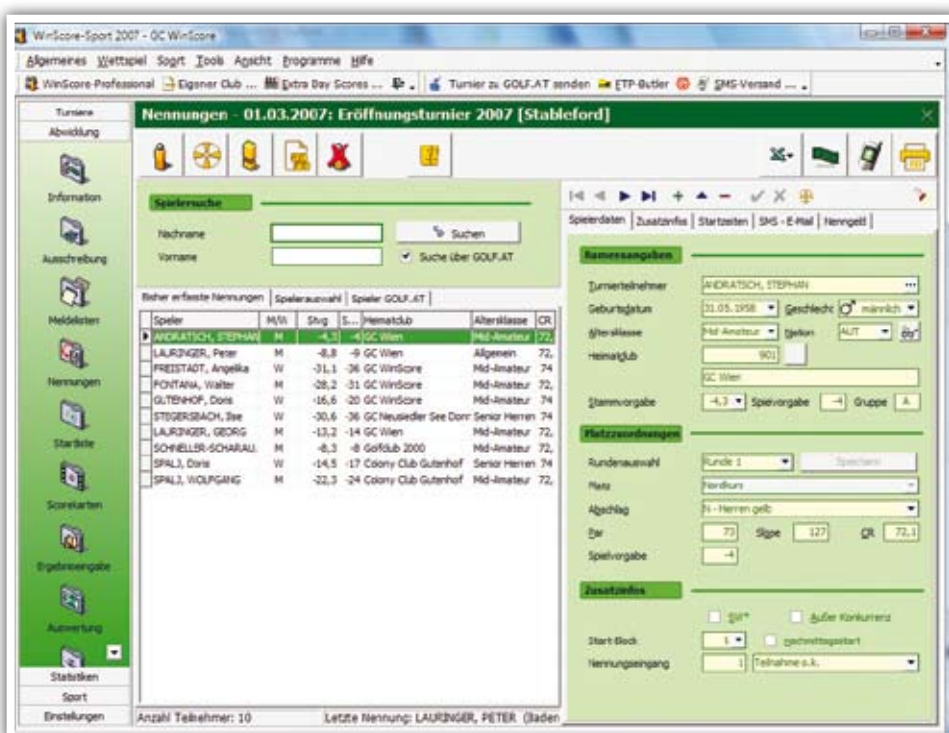 WinScore-Sport 2007 - GC WinScore
Allgemeines Wettspiel Sport Tools Ansicht Programme Hilfe
WinScore-Professional Eigener Club ... Extra Day Scores ... Turnier zu GOLF.AT senden FTP-Butler SMS-Versand ...
Turniere
Abwicklung
Information
Ausschreibung
Meldelisten
Nennungen
Startliste
Scorekarten
Ergebniseingabe
Auswertung
Statistiken
Sport
Einstellungen
Nennungen - 01.03.2007: Eröffnungsturnier 2007 [Stableford]
Spielersuche
Nachname
Suchen
Vorname
Suche über GOLF.AT
Bisher erfasste Nennungen Spielerauswahl Spieler GOLF.AT
Spieler M/W Stvg S... Heimatclub Altersklasse CR
ANDRATSCH, STEPHAN M -4,3 -4 GC Wien Mid-Amateur 72,
LAURINGER, Peter M -8,8 -9 GC Wien Allgemein 72,
FREISTADT, Angelika W -31,1 -36 GC WinScore Mid-Amateur 74
FONTANA, Walter M -28,2 -31 GC WinScore Mid-Amateur 72,
GUTENHOF, Doris W -16,6 -20 GC WinScore Mid-Amateur 74
STEGERSBACH, Ilse W -30,6 -36 GC Neusiedler See Donn Senior Herren 74
LAURINGER, GEORG M -13,2 -14 GC Wien Mid-Amateur 72,
SCHNELLER-SCHARAU. M -8,3 -8 Golfclub 2000 Mid-Amateur 72,
SPALJ, Doris W -14,5 -17 Colony Club Gutenhof Senior Herren 74
SPALJ, WOLFGANG M -22,3 -24 Colony Club Gutenhof Mid-Amateur 72,
Anzahl Teilnehmer: 10 Letzte Nennung: LAURINGER, PETER (Baden
Spielerdaten Zusatzinfos Startzeiten SMS - E-Mail Nenngeld
Namensangaben
Turnierteilnehmer ANDRATSCH, STEPHAN
Geburtsdatum 31.05.1958 Geschlecht männlich
Altersklasse Mid Amateur Nation AUT
Heimatclub 901
GC Wien
Stammvorgabe -4,3 Spielvorgabe -4 Gruppe A
Platzzuordnungen
Rundenauswahl Runde 1 Speichern
Platz Nordkurs
Abschlag N - Herren gelb
Par 73 Slope 127 CR 72,1
Spielvorgabe -4
Zusatzinfos
SW* Außer Konkurrenz
Start-Block 1 nachmittagsstart
Nennungseingang 1 Teilnahme o.k.